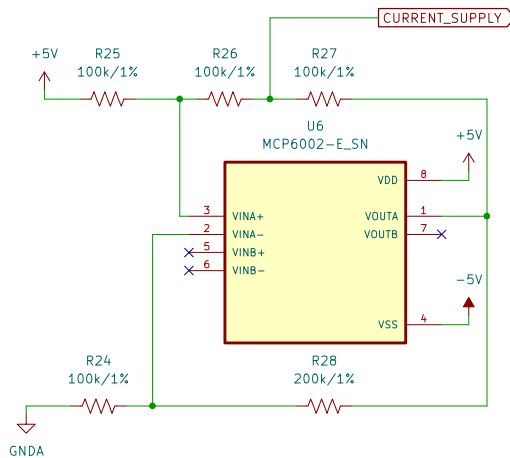 CURRENT_SUPPLY
+5V
R25
100k/1%
R26
100k/1%
R27
100k/1%
U6
MCP6002-E_SN
+5V
VDD
8
3
VINA+
VOUTA
1
2
VINA-
VOUTB
7
5
VINB+
6
VINB-
-5V
VSS
4
R24
100k/1%
R28
200k/1%
GNDA